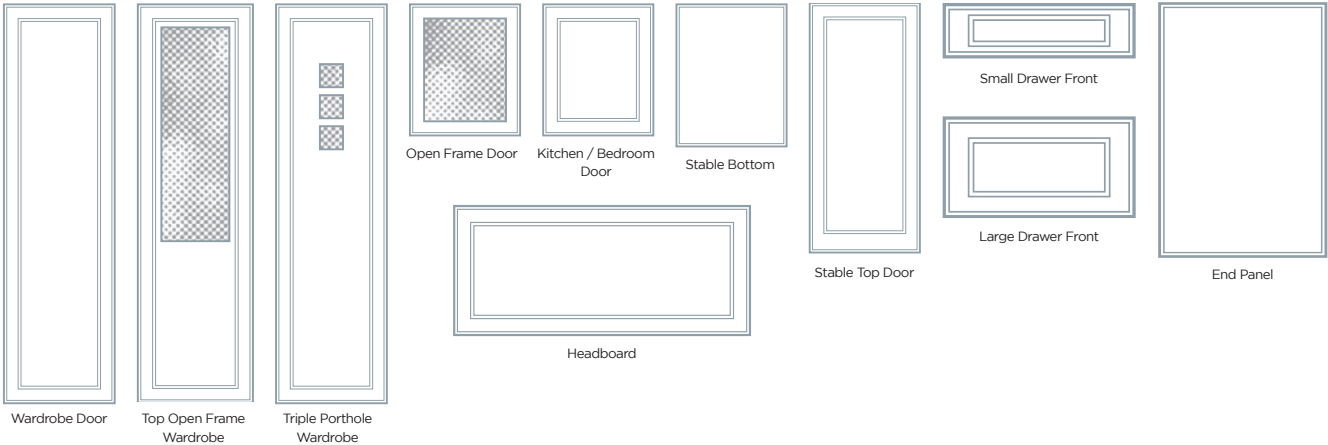 Small Drawer Front
Open Frame Door
Kitchen / Bedroom
Door
Stable Bottom
Large Drawer Front
Stable Top Door
End Panel
Headboard
Wardrobe Door
Top Open Frame
Wardrobe
Triple Porthole
Wardrobe